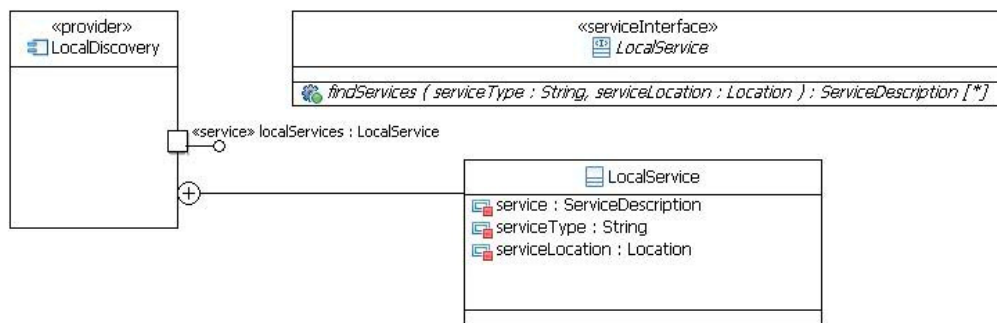 «provider»
LocalDiscovery
«serviceInterface»
LocalService
findServices ( serviceType : String, serviceLocation : Location ) : ServiceDescription [*]
«service» localServices : LocalService
LocalService
service : ServiceDescription
serviceType : String
serviceLocation : Location